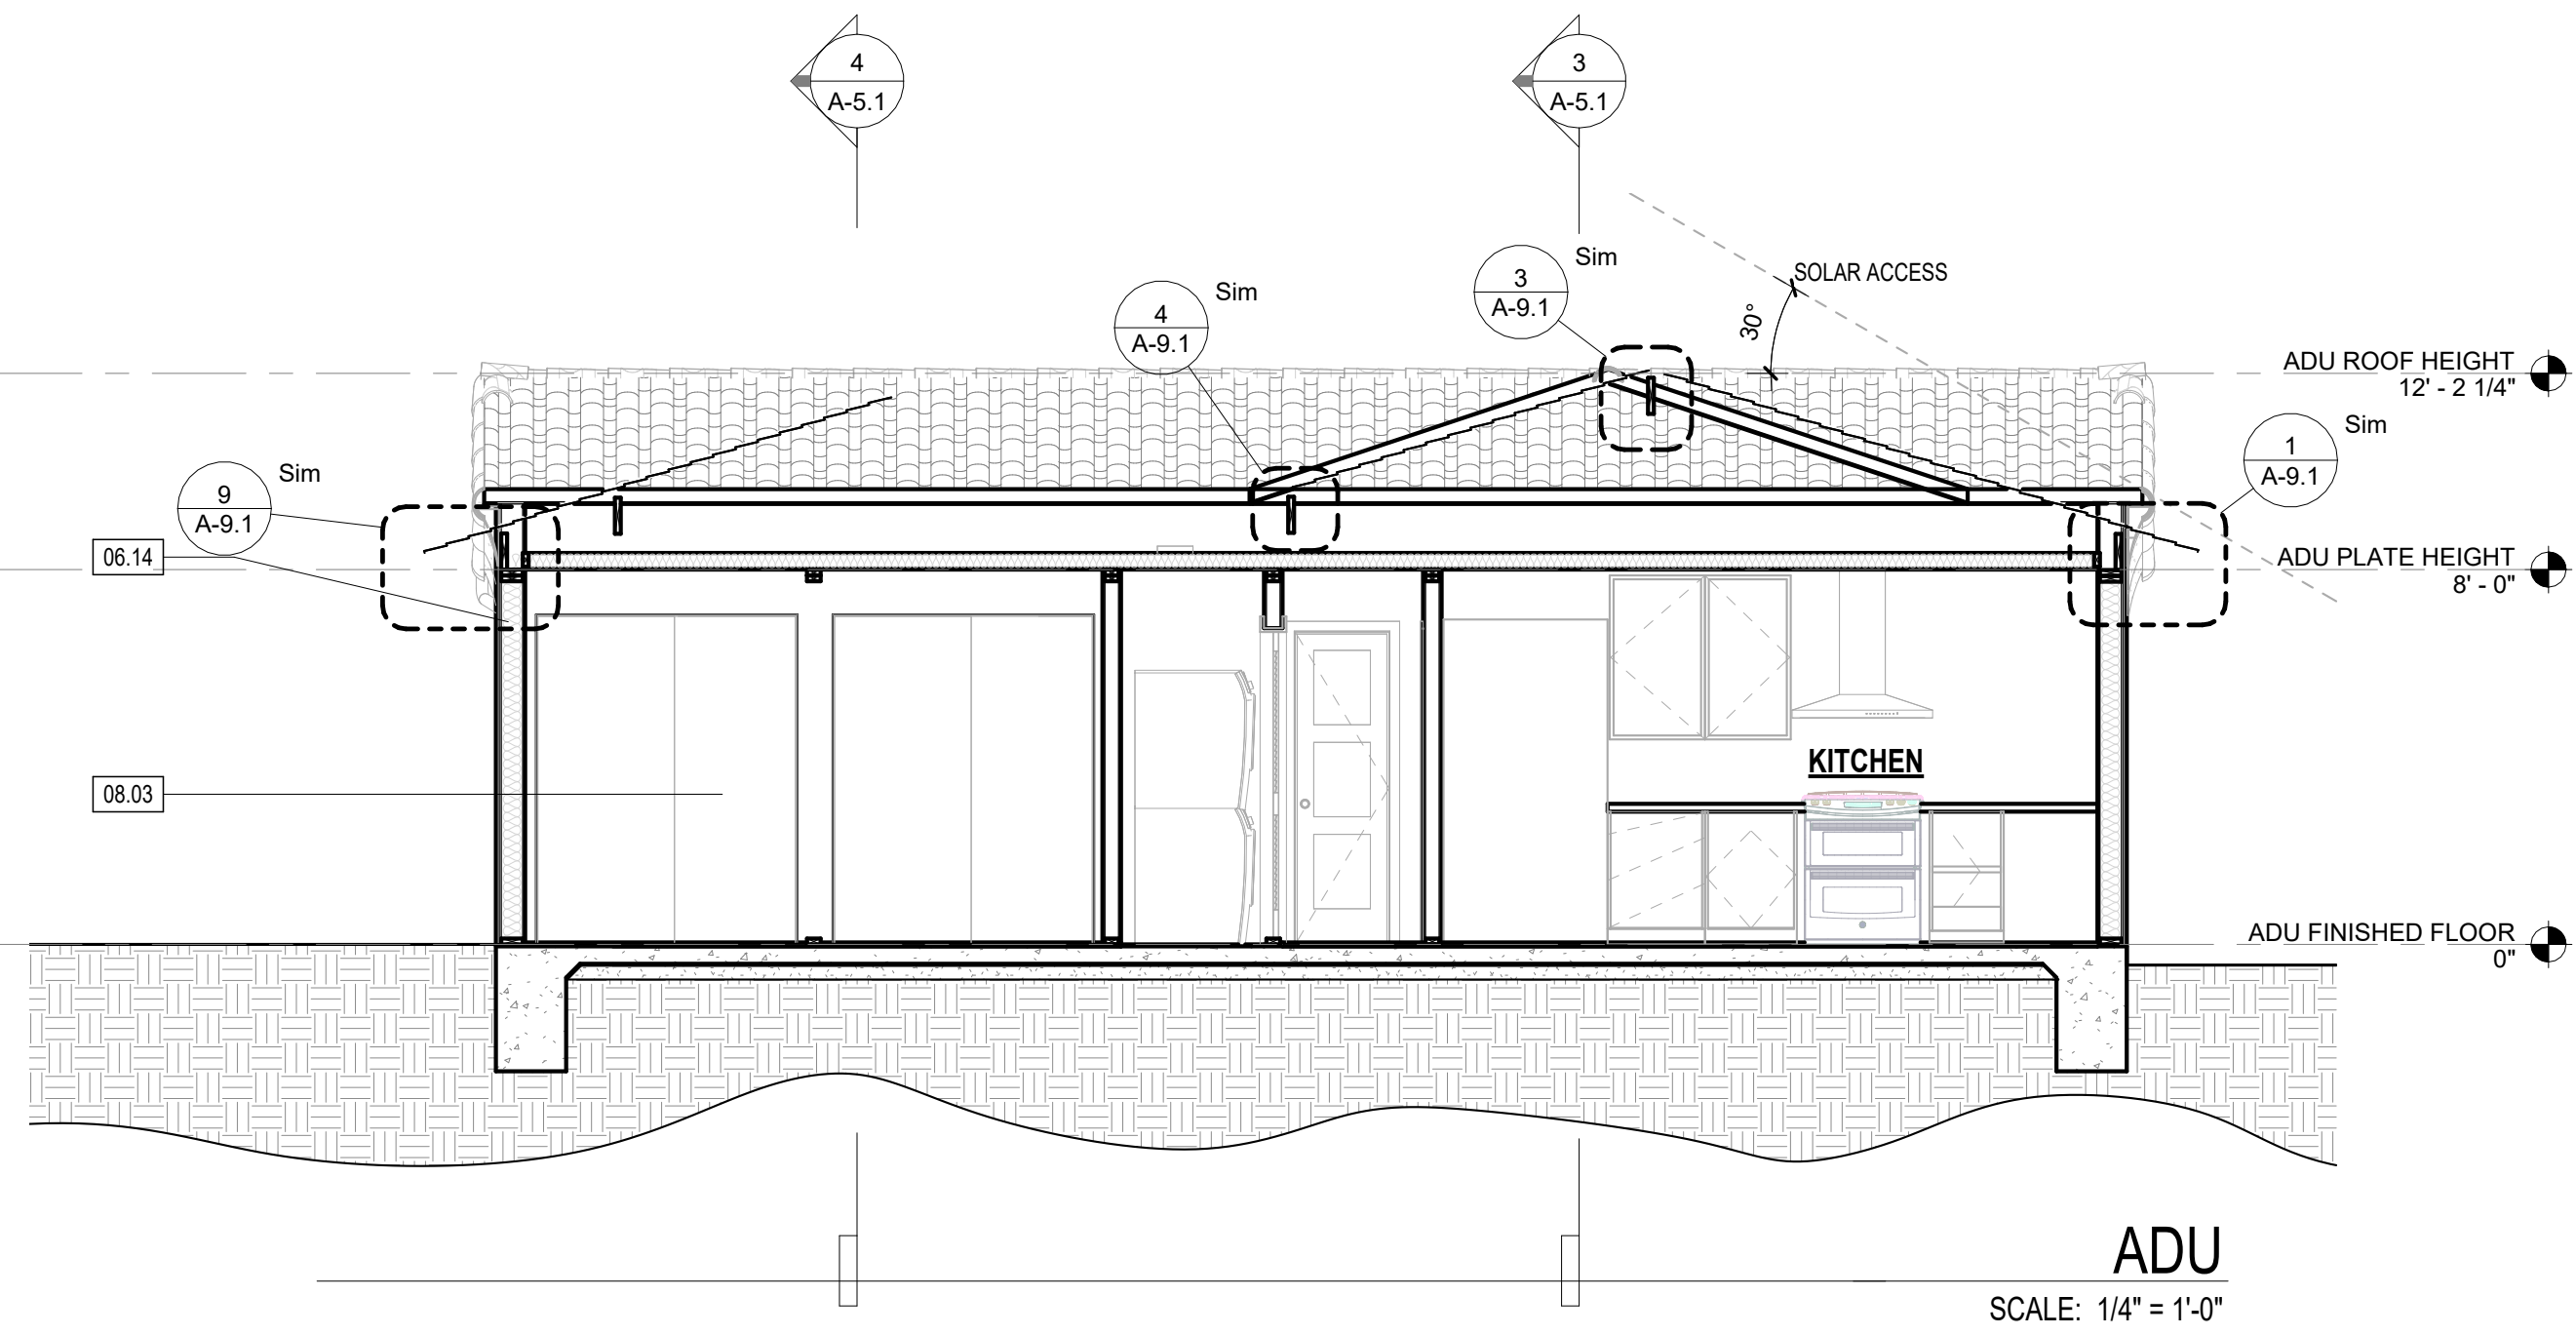 4
A-5.1
3
A-5.1
Sim
3
A-9.1
SOLAR ACCESS
30°
Sim
4
A-9.1
ADU ROOF HEIGHT
12' - 2 1/4"
Sim
1
A-9.1
Sim
9
A-9.1
06.14
ADU PLATE HEIGHT
8' - 0"
KITCHEN
08.03
ADU FINISHED FLOOR
0"
ADU
SCALE: 1/4" = 1'-0"